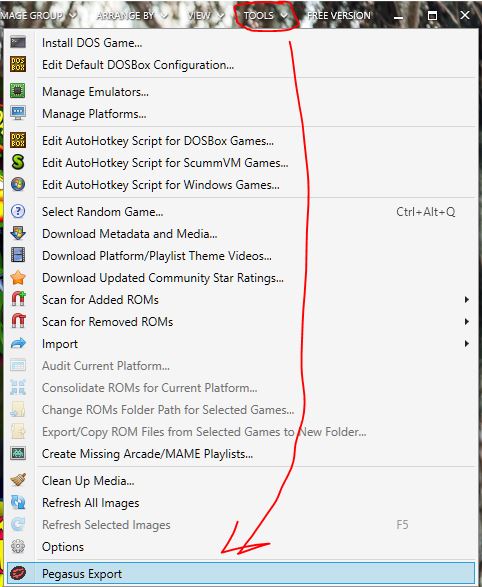 IMAGE GROUP ARRANGE BY VIEW TOOLS FREE VERSION
Install DOS Game...
DOS BOX Edit Default DOSBox Configuration...
Manage Emulators...
Manage Platforms...
DOS BOX Edit AutoHotkey Script for DOSBox Games...
S Edit AutoHotkey Script for ScummVM Games...
Edit AutoHotkey Script for Windows Games...
? Select Random Game... Ctrl+Alt+Q
Download Metadata and Media...
Download Platform/Playlist Theme Videos...
Download Updated Community Star Ratings...
Scan for Added ROMs
Scan for Removed ROMs
Import
Audit Current Platform...
Consolidate ROMs for Current Platform...
Change ROMs Folder Path for Selected Games...
Export/Copy ROM Files from Selected Games to New Folder...
Create Missing Arcade/MAME Playlists...
Clean Up Media...
Refresh All Images
Refresh Selected Images F5
Options
Pegasus Export